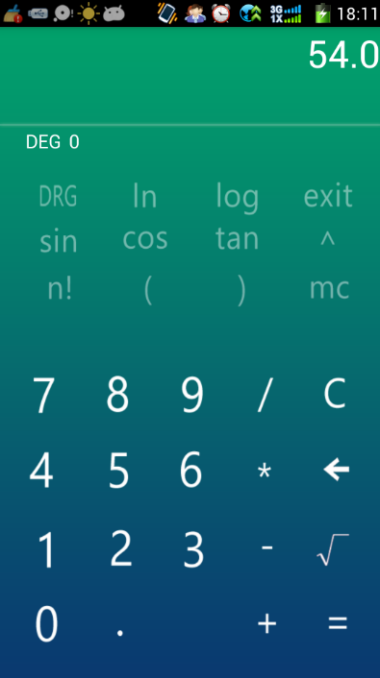 3G 1X 18:11
54.0
DEG 0
DRG ln log exit
sin cos tan ^
n! ( ) mc
7 8 9 / C
4 5 6 * ←
1 2 3 - √
0 . + =